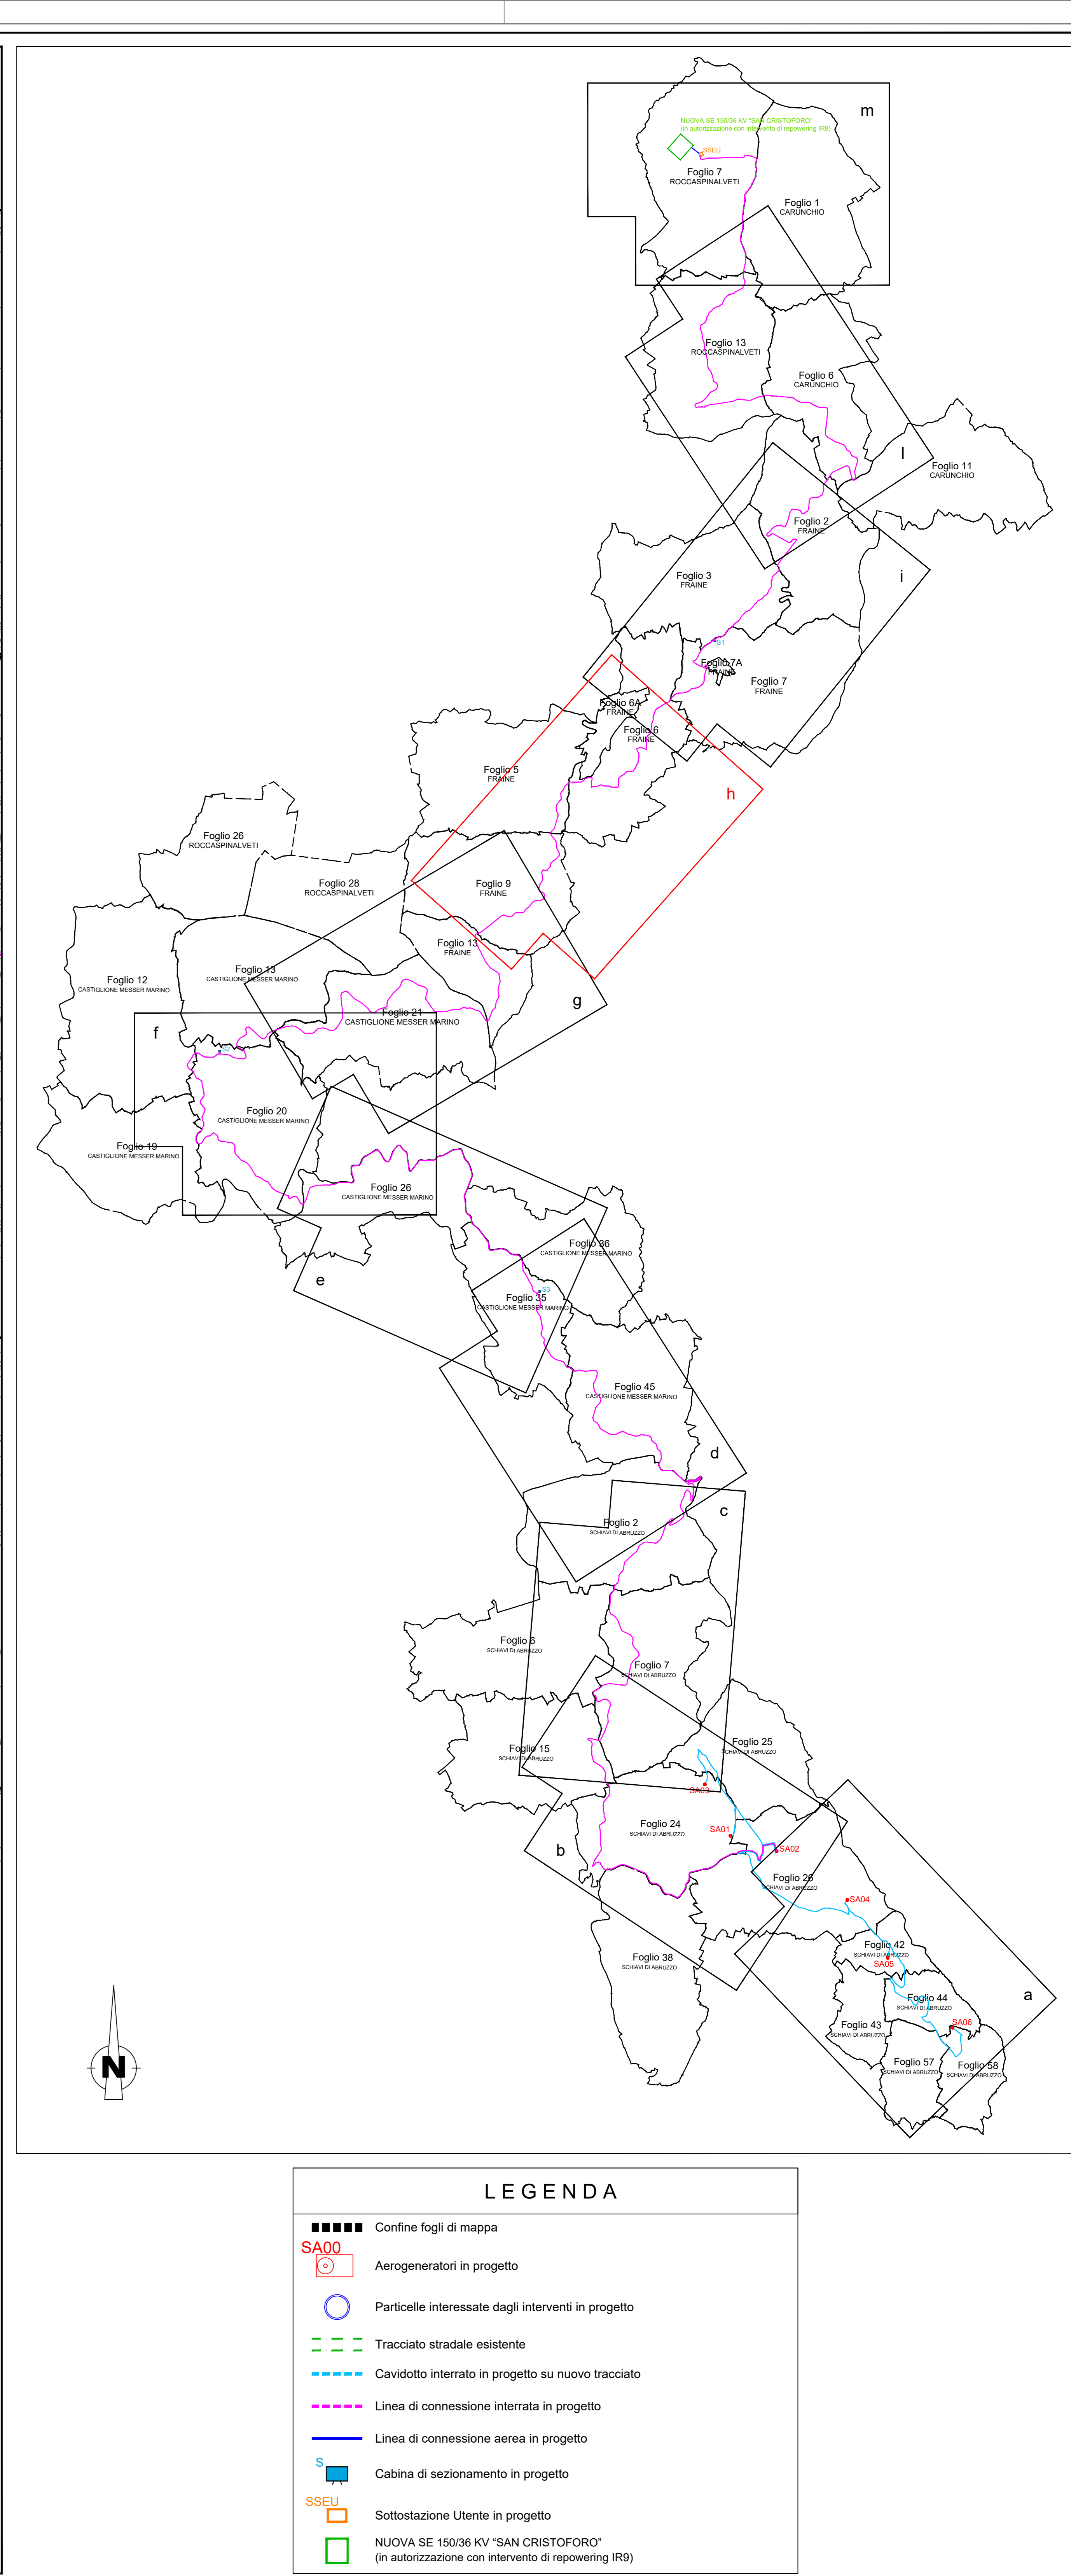 m
NUOVA SE 150/36 KV "SAN CRISTOFORO"
(in autorizzazione con intervento di repowering IR9)
SSEU
Foglio 7
ROCCASPINALVETI
Foglio 1
CARUNCHIO
Foglio 13
ROCCASPINALVETI
Foglio 6
CARUNCHIO
l
Foglio 11
CARUNCHIO
Foglio 2
FRAINE
i
Foglio 3
FRAINE
S1
Foglio 7A
FRAINE
Foglio 7
FRAINE
Foglio 6A
FRAINE
Foglio 6
FRAINE
Foglio 5
FRAINE
h
Foglio 26
ROCCASPINALVETI
Foglio 28
ROCCASPINALVETI
Foglio 9
FRAINE
Foglio 13
FRAINE
Foglio 13
CASTIGLIONE MESSER MARINO
Foglio 12
CASTIGLIONE MESSER MARINO
g
Foglio 21
CASTIGLIONE MESSER MARINO
f
S2
Foglio 20
CASTIGLIONE MESSER MARINO
Foglio 19
CASTIGLIONE MESSER MARINO
Foglio 26
CASTIGLIONE MESSER MARINO
Foglio 36
CASTIGLIONE MESSER MARINO
e
S3
Foglio 35
CASTIGLIONE MESSER MARINO
Foglio 45
CASTIGLIONE MESSER MARINO
d
c
Foglio 2
SCHIAVI DI ABRUZZO
Foglio 6
SCHIAVI DI ABRUZZO
Foglio 7
SCHIAVI DI ABRUZZO
Foglio 15
SCHIAVI DI ABRUZZO
Foglio 25
SCHIAVI DI ABRUZZO
SA03
Foglio 24
SCHIAVI DI ABRUZZO
SA01
b
SA02
Foglio 26
SCHIAVI DI ABRUZZO
SA04
Foglio 42
SCHIAVI DI ABRUZZO
SA05
Foglio 38
SCHIAVI DI ABRUZZO
a
Foglio 44
SCHIAVI DI ABRUZZO
Foglio 43
SCHIAVI DI ABRUZZO
SA06
Foglio 57
SCHIAVI DI ABRUZZO
Foglio 58
SCHIAVI DI ABRUZZO
N
LEGENDA
Confine fogli di mappa
SA00
Aerogeneratori in progetto
Particelle interessate dagli interventi in progetto
Tracciato stradale esistente
Cavidotto interrato in progetto su nuovo tracciato
Linea di connessione interrata in progetto
Linea di connessione aerea in progetto
S
Cabina di sezionamento in progetto
SSEU
Sottostazione Utente in progetto
NUOVA SE 150/36 KV “SAN CRISTOFORO”
(in autorizzazione con intervento di repowering IR9)